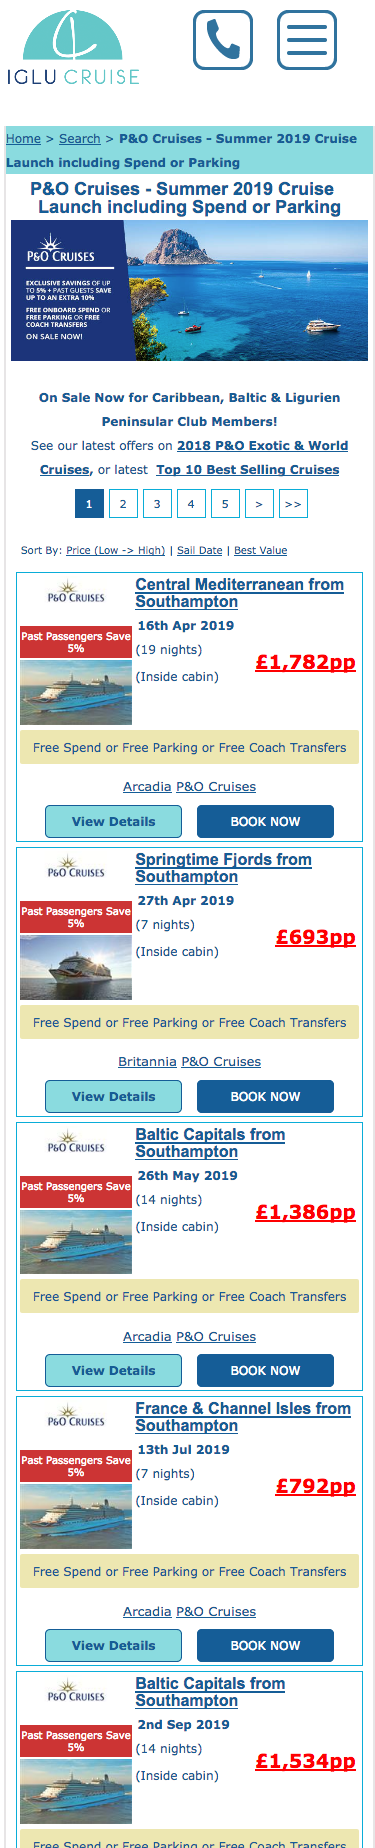 IGLU CRUISE
Home > Search > P&O Cruises - Summer 2019 Cruise
Launch including Spend or Parking
P&O Cruises - Summer 2019 Cruise
Launch including Spend or Parking
P&O CRUISES
EXCLUSIVE SAVINGS OF UP
TO 5% + PAST GUESTS SAVE
UP TO AN EXTRA 10%
FREE ONBOARD SPEND OR
FREE PARKING OR FREE
COACH TRANSFERS
ON SALE NOW!
On Sale Now for Caribbean, Baltic & Ligurien
Peninsular Club Members!
See our latest offers on 2018 P&O Exotic & World
Cruises, or latest Top 10 Best Selling Cruises
1 2 3 4 5 > >>
Sort By: Price (Low -> High) | Sail Date | Best Value
P&O CRUISES
Past Passengers Save
5%
Central Mediterranean from
Southampton
16th Apr 2019
(19 nights)
£1,782pp
(Inside cabin)
Free Spend or Free Parking or Free Coach Transfers
Arcadia P&O Cruises
View Details BOOK NOW
P&O CRUISES
Past Passengers Save
5%
Springtime Fjords from
Southampton
27th Apr 2019
(7 nights)
£693pp
(Inside cabin)
Free Spend or Free Parking or Free Coach Transfers
Britannia P&O Cruises
View Details BOOK NOW
P&O CRUISES
Past Passengers Save
5%
Baltic Capitals from
Southampton
26th May 2019
(14 nights)
£1,386pp
(Inside cabin)
Free Spend or Free Parking or Free Coach Transfers
Arcadia P&O Cruises
View Details BOOK NOW
P&O CRUISES
Past Passengers Save
5%
France & Channel Isles from
Southampton
13th Jul 2019
(7 nights)
£792pp
(Inside cabin)
Free Spend or Free Parking or Free Coach Transfers
Arcadia P&O Cruises
View Details BOOK NOW
P&O CRUISES
Past Passengers Save
5%
Baltic Capitals from
Southampton
2nd Sep 2019
(14 nights)
£1,534pp
(Inside cabin)
Free Spend or Free Parking or Free Coach Transfers